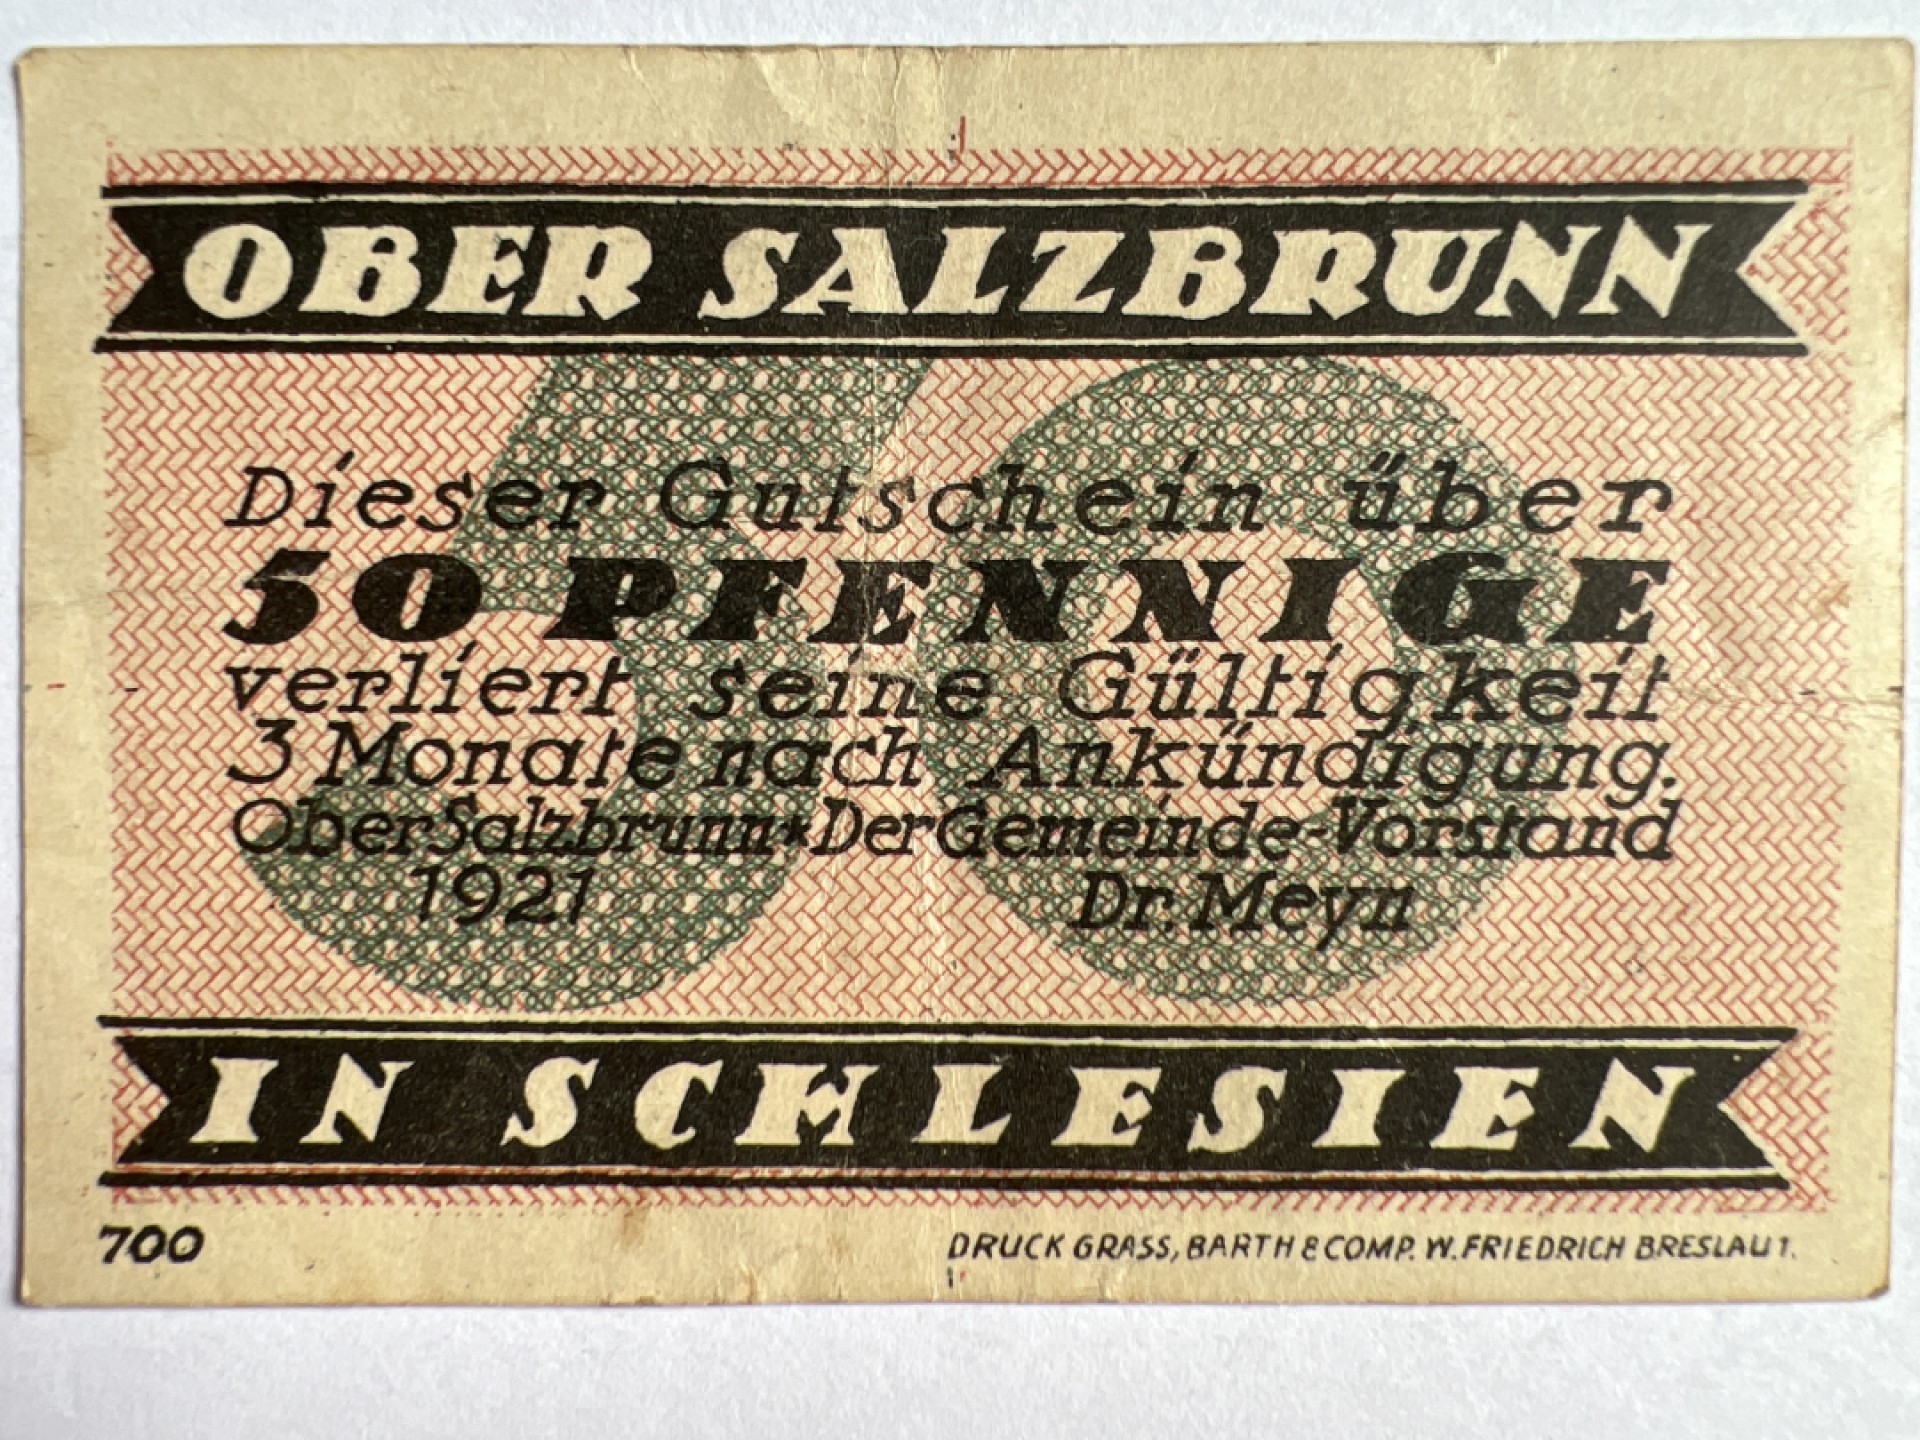 OBER SALZBRUNN
Dieser Gutschein über
50 PFENNIGE
verliert seine Gültigkeit
3 Monate nach Ankündigung.
Ober Salzbrunn * Der Gemeinde-Vorstand
1921 Dr. Meyn
IN SCHLESIEN
700 DRUCK GRASS, BARTH & COMP. W. FRIEDRICH BRESLAU 1.